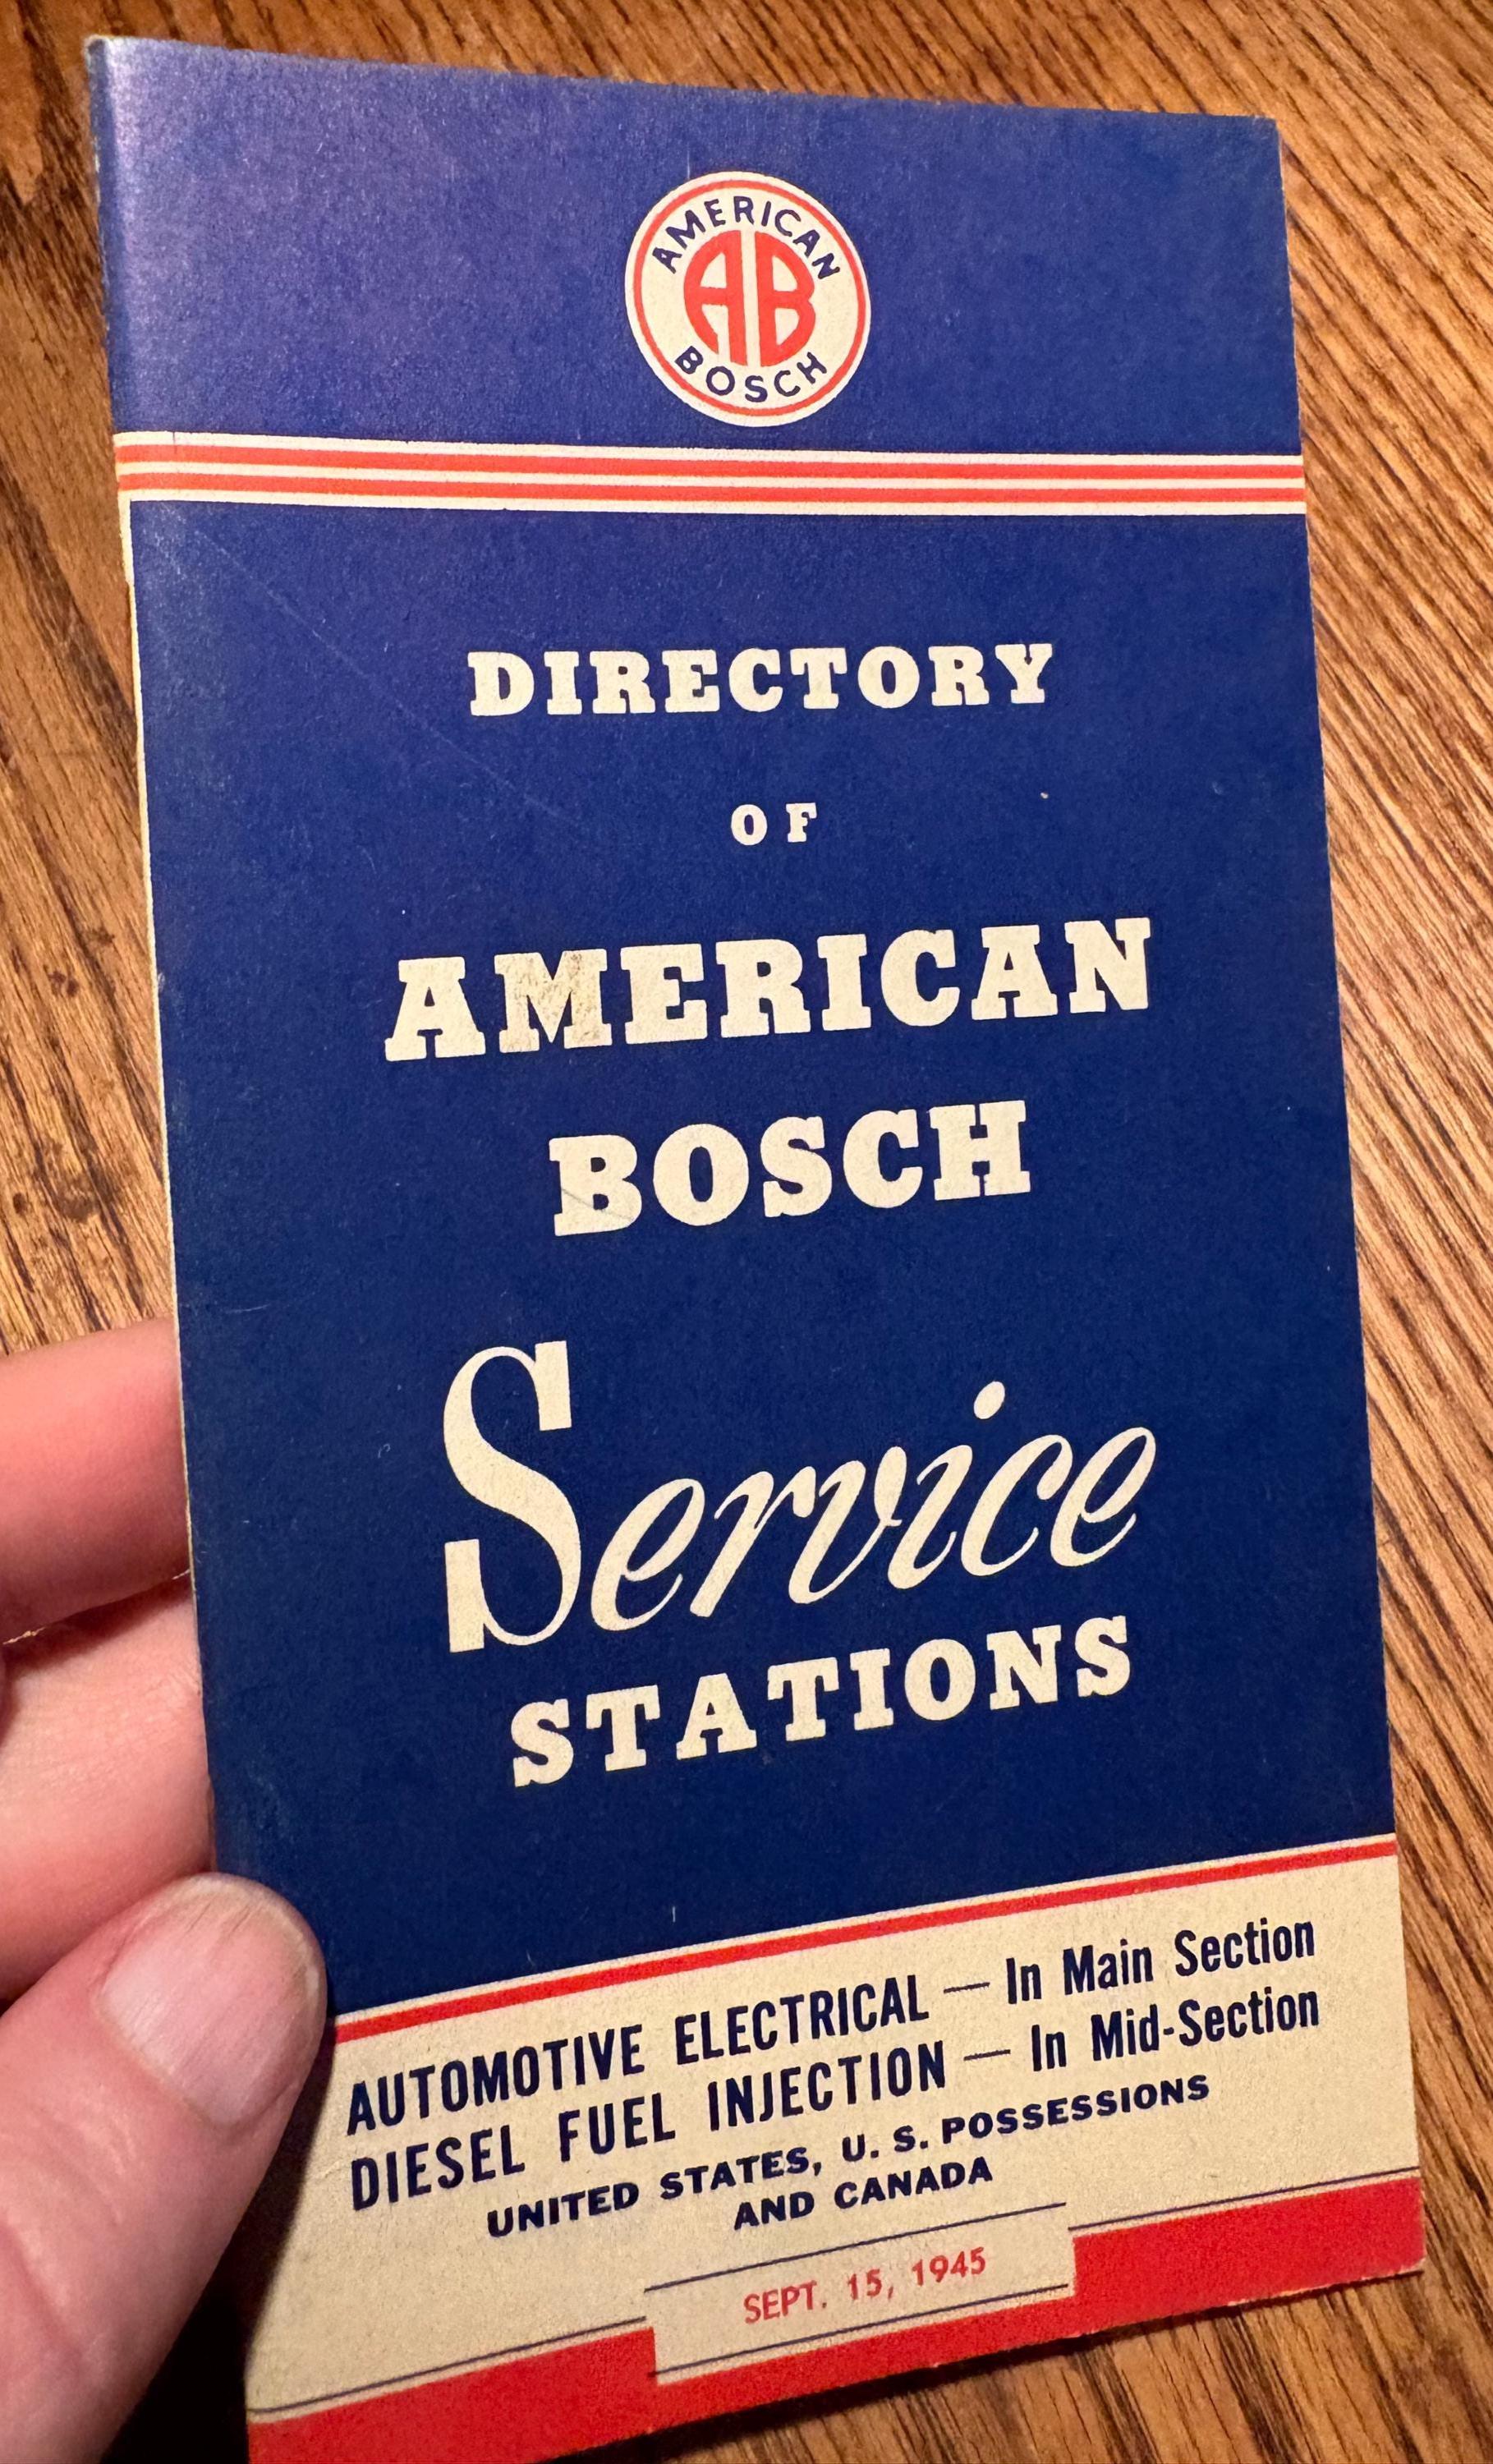 AMERICAN
AB
BOSCH
DIRECTORY
OF
AMERICAN
BOSCH
Service
STATIONS
AUTOMOTIVE ELECTRICAL — In Main Section
DIESEL FUEL INJECTION — In Mid-Section
UNITED STATES, U. S. POSSESSIONS
AND CANADA
SEPT. 15, 1945